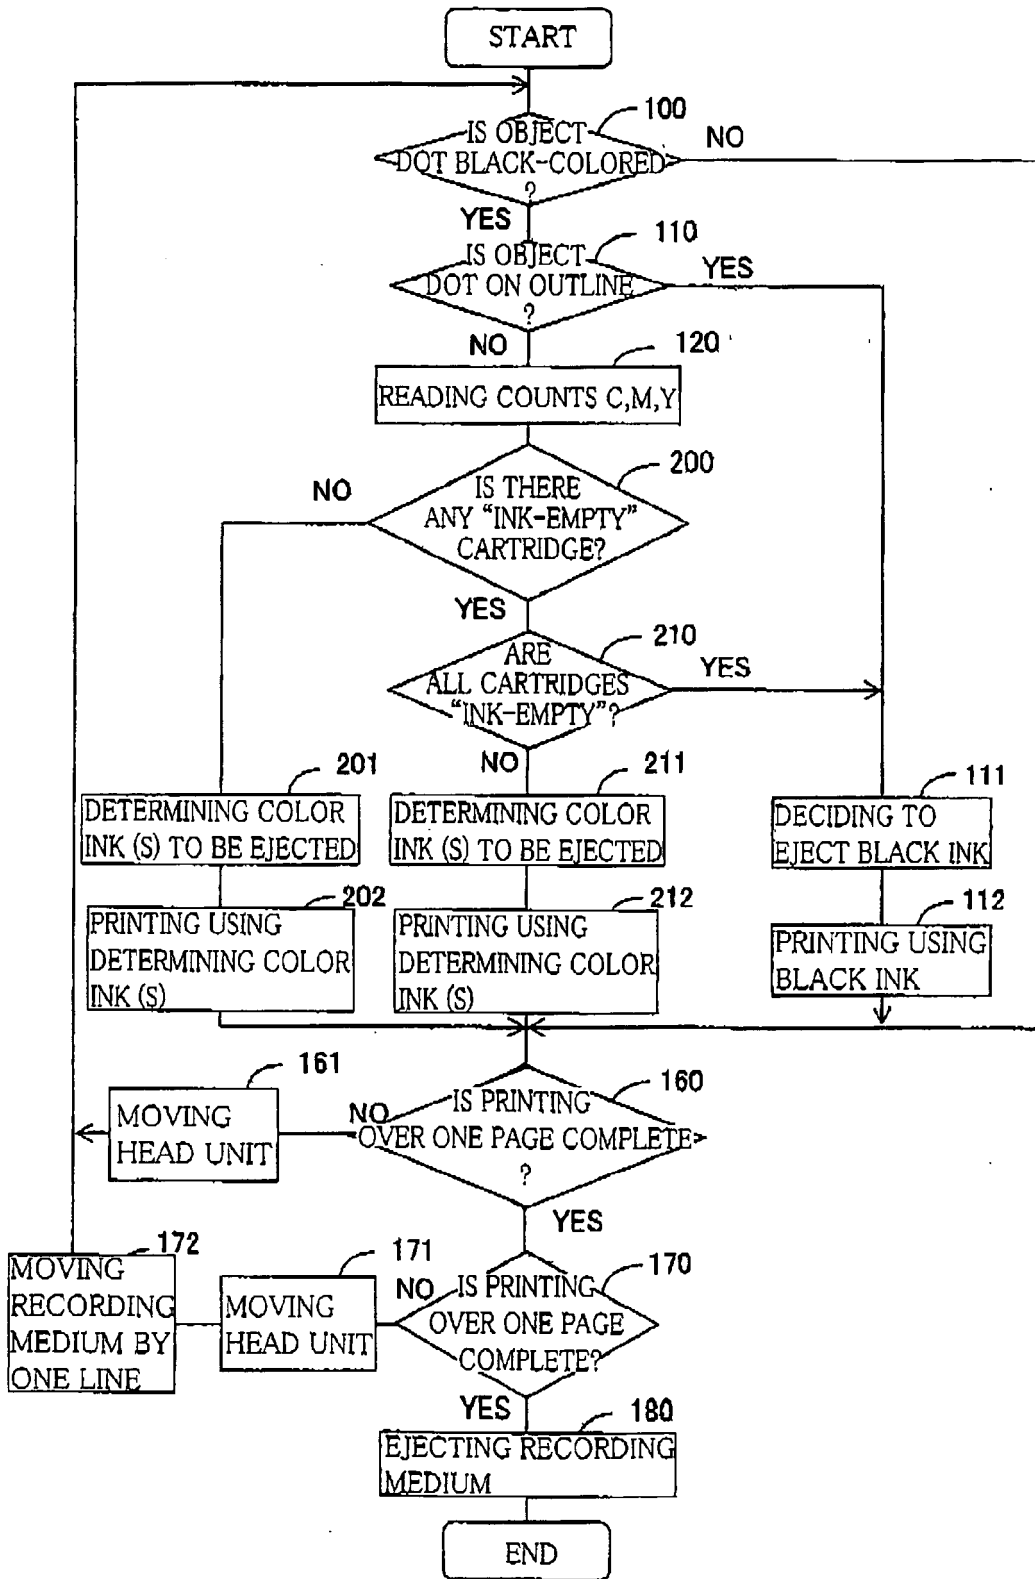 START
100
IS OBJECT
DOT BLACK-COLORED
?
NO
YES
110
IS OBJECT
DOT ON OUTLINE
?
YES
NO
120
READING COUNTS C,M,Y
200
IS THERE
ANY “INK-EMPTY”
CARTRIDGE?
NO
YES
210
ARE
ALL CARTRIDGES
“INK-EMPTY”?
YES
NO
201
DETERMINING COLOR
INK (S) TO BE EJECTED
211
DETERMINING COLOR
INK (S) TO BE EJECTED
111
DECIDING TO
EJECT BLACK INK
202
PRINTING USING
DETERMINING COLOR
INK (S)
212
PRINTING USING
DETERMINING COLOR
INK (S)
112
PRINTING USING
BLACK INK
161
MOVING
HEAD UNIT
NO
160
IS PRINTING
OVER ONE PAGE COMPLETE
?
YES
172
MOVING
RECORDING
MEDIUM BY
ONE LINE
171
MOVING
HEAD UNIT
NO
170
IS PRINTING
OVER ONE PAGE
COMPLETE?
YES
180
EJECTING RECORDING
MEDIUM
END